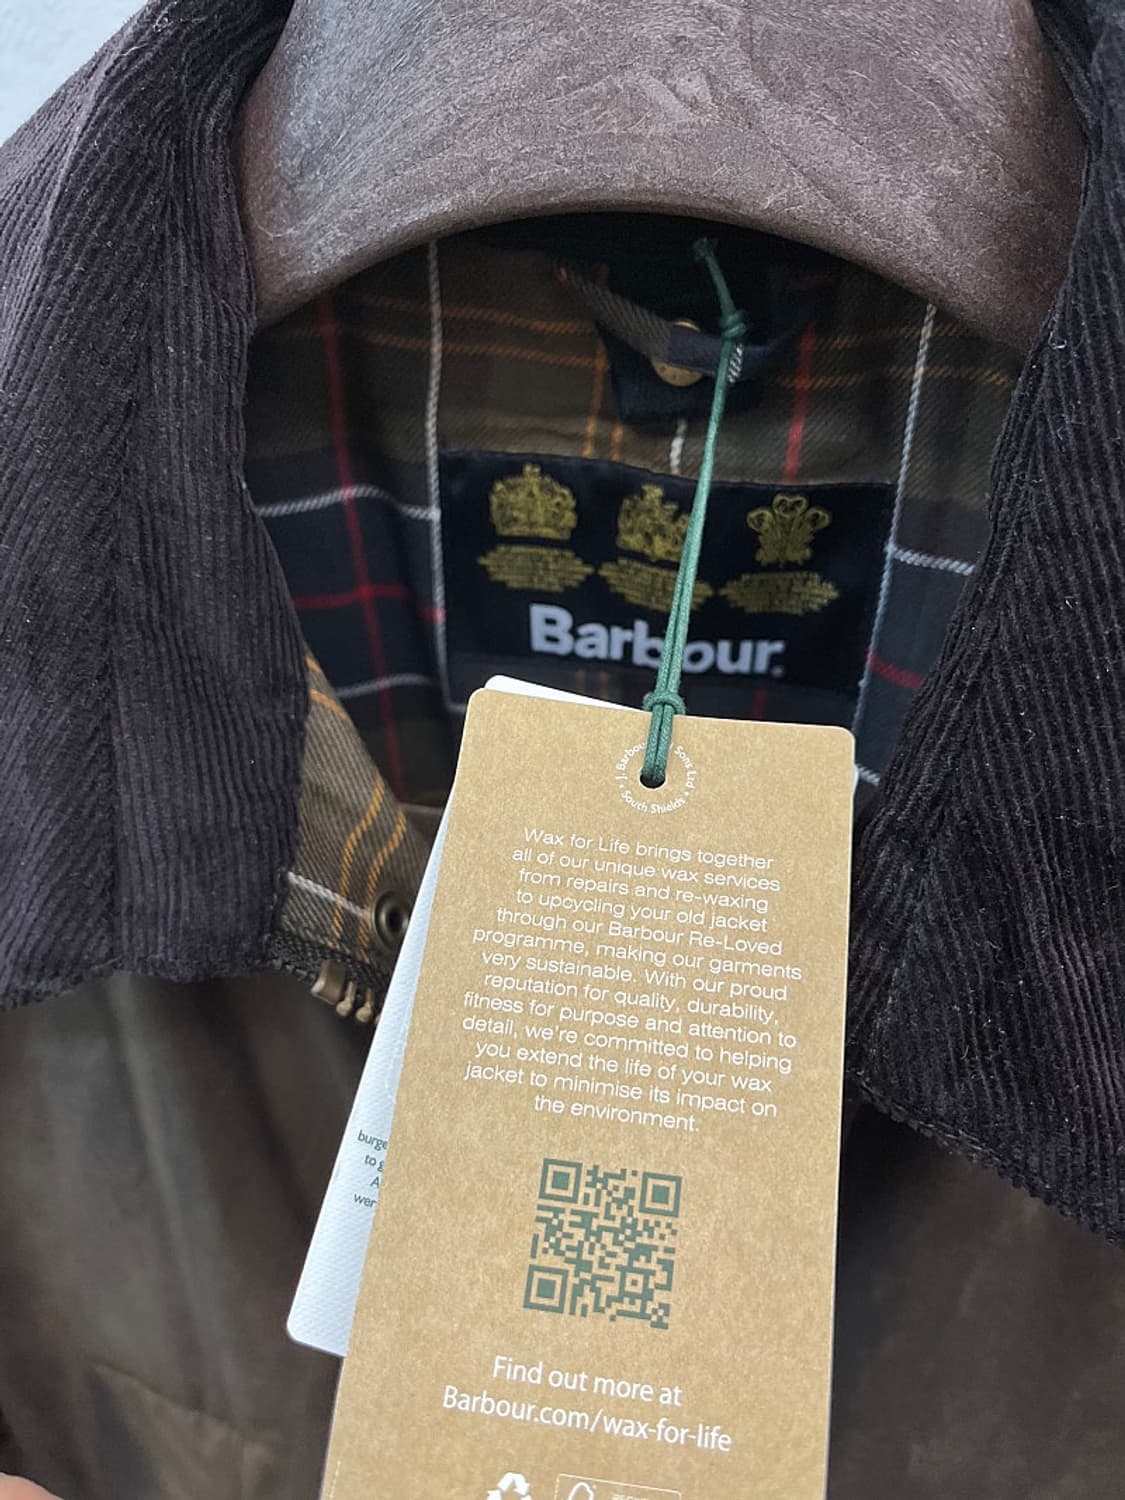 Barbour.
J. Barbour
Sons Ltd
South Shields
Wax for Life brings together
all of our unique wax services
from repairs and re-waxing
to upcycling your old jacket
through our Barbour Re-Loved
programme, making our garments
very sustainable. With our proud
reputation for quality, durability,
fitness for purpose and attention to
detail, we're committed to helping
you extend the life of your wax
jacket to minimise its impact on
the environment.
burge
to g
A
wer
Find out more at
Barbour.com/wax-for-life